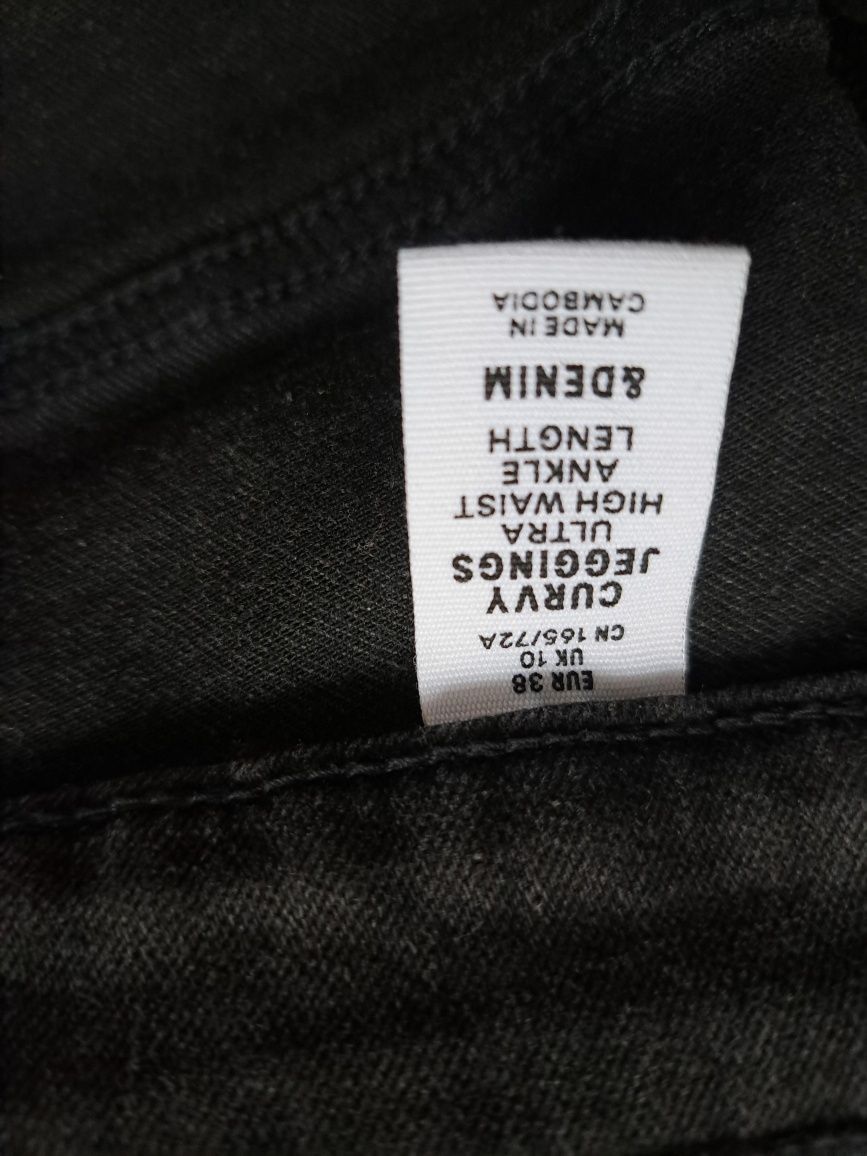 EUR 38
UK 10
CN 165/72A
CURVY
JEGGINGS
ULTRA
HIGH WAIST
ANKLE
LENGTH
&DENIM
MADE IN
CAMBODIA